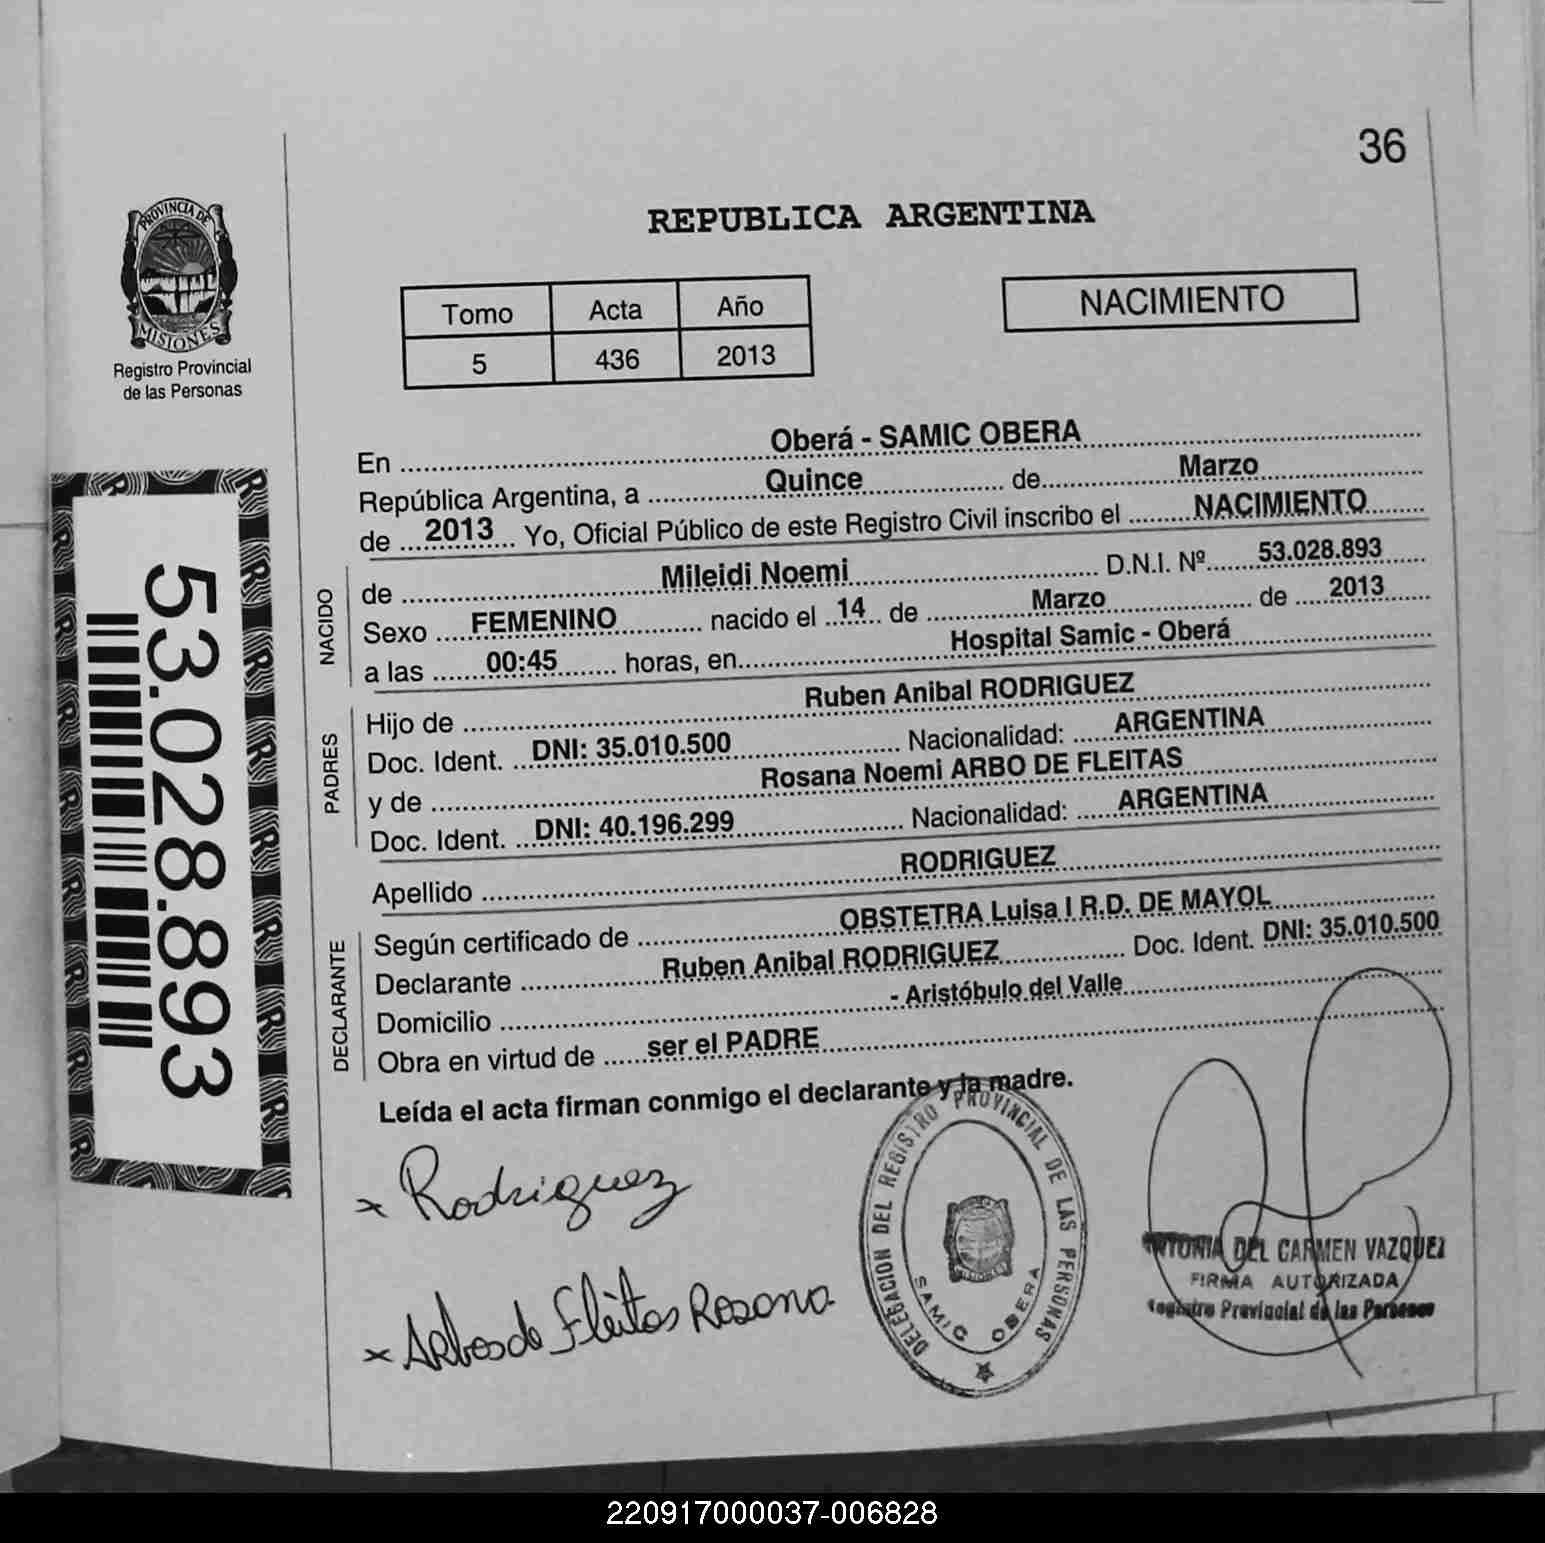 36
PROVINCIA DE
MISIONES
Registro Provincial
de las Personas
REPUBLICA ARGENTINA
Tomo Acta Año
5 436 2013
NACIMIENTO
53.028.893
En Oberá - SAMIC OBERA
República Argentina, a Quince de Marzo
de 2013 Yo, Oficial Público de este Registro Civil inscribo el NACIMIENTO
NACIDO
de Mileidi Noemi D.N.I. Nº 53.028.893
Sexo FEMENINO nacido el 14 de Marzo de 2013
a las 00:45 horas, en Hospital Samic - Oberá
PADRES
Hijo de Ruben Anibal RODRIGUEZ
Doc. Ident. DNI: 35.010.500 Nacionalidad: ARGENTINA
y de Rosana Noemi ARBO DE FLEITAS
Doc. Ident. DNI: 40.196.299 Nacionalidad: ARGENTINA
Apellido RODRIGUEZ
DECLARANTE
Según certificado de OBSTETRA Luisa I R.D. DE MAYOL
Declarante Ruben Anibal RODRIGUEZ Doc. Ident. DNI: 35.010.500
Domicilio - Aristóbulo del Valle
Obra en virtud de ser el PADRE
Leída el acta firman conmigo el declarante y la madre.
x Rodriguez
x Arbo de Fleitas Rosana
DELEGACION DEL REGISTRO PROVINCIAL DE LAS PERSONAS
SAMIC OBERA
ANTONIA DEL CARMEN VAZQUEZ
FIRMA AUTORIZADA
Registro Provincial de las Personas
220917000037-006828